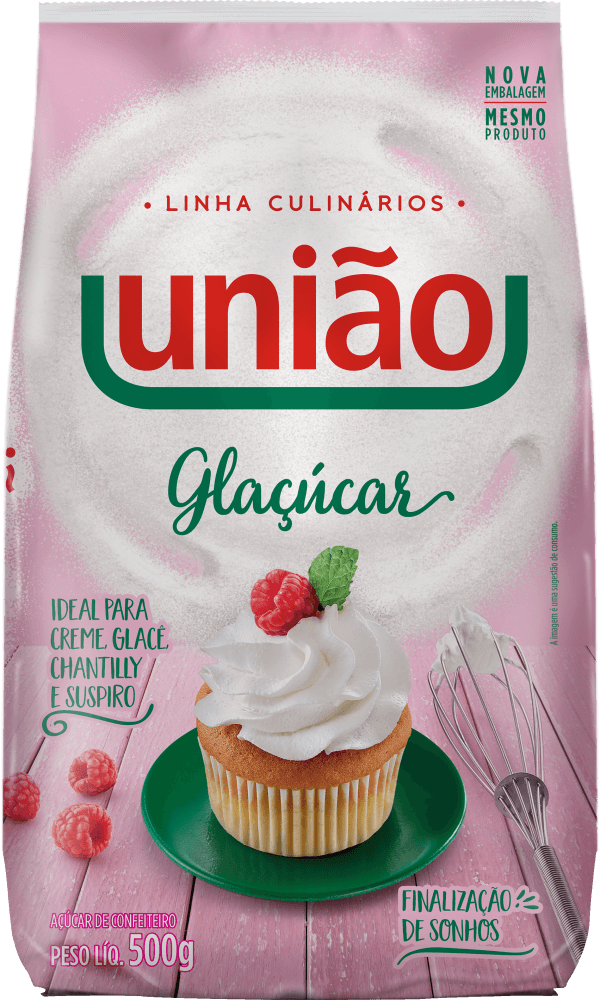 NOVA
EMBALAGEM
MESMO
PRODUTO
• LINHA CULINÁRIOS •
união
Glaçúcar
A imagem é uma sugestão de consumo.
IDEAL PARA
CREME, GLACÊ,
CHANTILLY
E SUSPIRO
FINALIZAÇÃO
DE SONHOS
AÇÚCAR DE CONFEITEIRO
PESO LÍQ. 500g